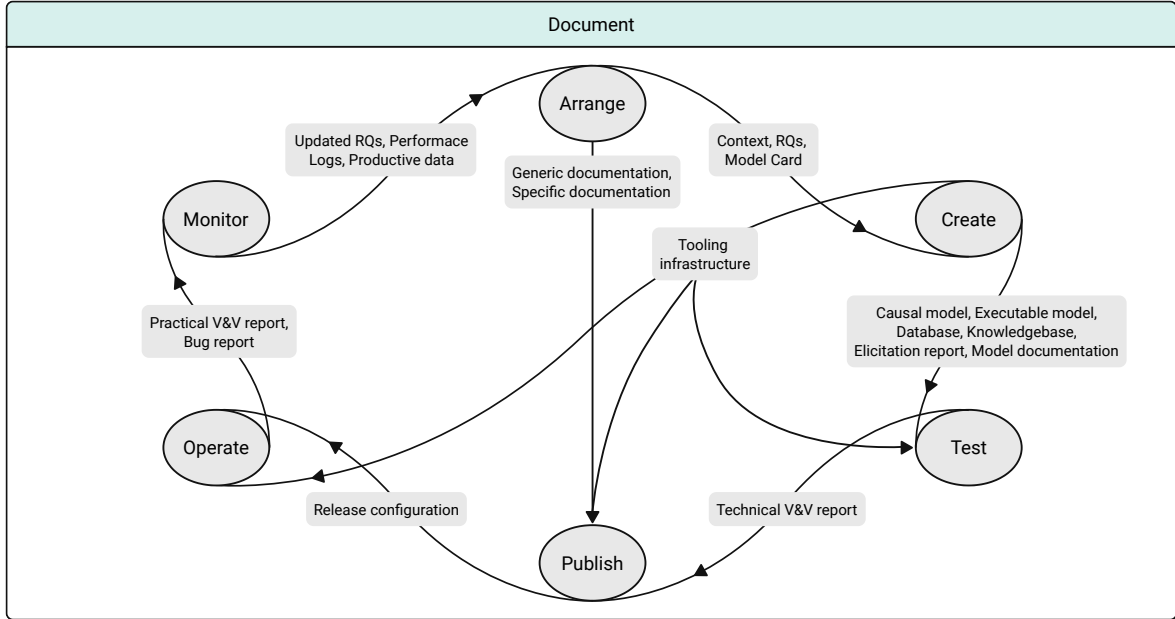 Document
Arrange
Updated RQs, Performace
Logs, Productive data
Context, RQs,
Model Card
Generic documentation,
Specific documentation
Monitor
Create
Tooling
infrastructure
Practical V&V report,
Bug report
Causal model, Executable model,
Database, Knowledgebase,
Elicitation report, Model documentation
Operate
Test
Release configuration
Technical V&V report
Publish